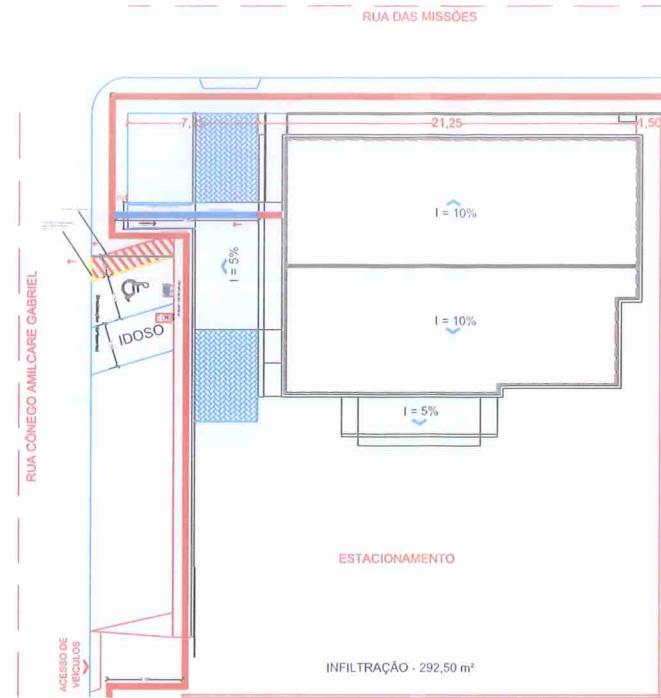 RUA DAS MISSÕES
21,25
1,50
I = 10%
I = 5%
I = 10%
IDOSO
I = 5%
RUA CÔNEGO AMILCARE GABRIEL
ESTACIONAMENTO
ACESSO DE
VEÍCULOS
INFILTRAÇÃO - 292,50 m²